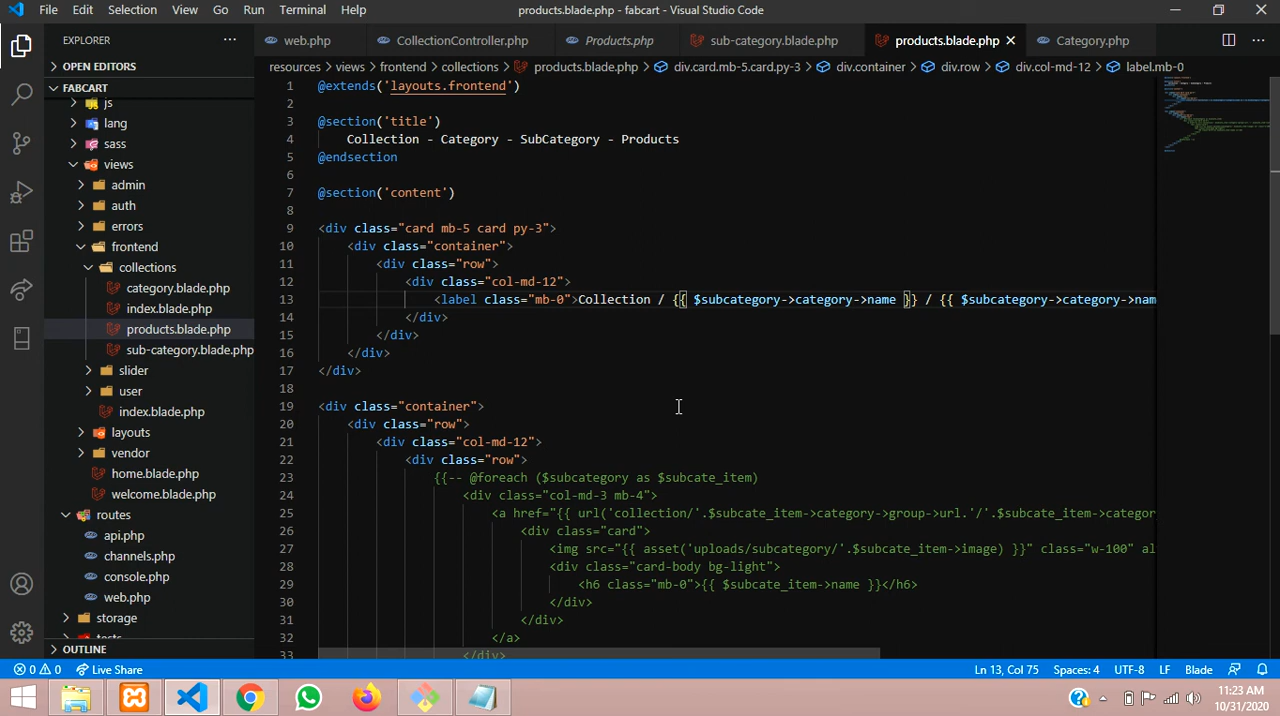 File Edit Selection View Go Run Terminal Help products.blade.php - fabcart - Visual Studio Code
EXPLORER ··· web.php CollectionController.php Products.php sub-category.blade.php products.blade.php Category.php ···
OPEN EDITORS
resources > views > frontend > collections > products.blade.php > div.card.mb-5.card.py-3 > div.container > div.row > div.col-md-12 > label.mb-0
FABCART
js
lang
sass
views
admin
auth
errors
frontend
collections
category.blade.php
index.blade.php
products.blade.php
sub-category.blade.php
slider
user
index.blade.php
layouts
vendor
home.blade.php
welcome.blade.php
routes
api.php
channels.php
console.php
web.php
storage
tests
OUTLINE
1 @extends('layouts.frontend')
2
3 @section('title')
4 Collection - Category - SubCategory - Products
5 @endsection
6
7 @section('content')
8
9 <div class="card mb-5 card py-3">
10 <div class="container">
11 <div class="row">
12 <div class="col-md-12">
13 <label class="mb-0">Collection / {{ $subcategory->category->name }} / {{ $subcategory->category->name
14 </div>
15 </div>
16 </div>
17 </div>
18
19 <div class="container">
20 <div class="row">
21 <div class="col-md-12">
22 <div class="row">
23 {{-- @foreach ($subcategory as $subcate_item)
24 <div class="col-md-3 mb-4">
25 <a href="{{ url('collection/'.$subcate_item->category->group->url.'/'.$subcate_item->categor
26 <div class="card">
27 <img src="{{ asset('uploads/subcategory/'.$subcate_item->image) }}" class="w-100" al
28 <div class="card-body bg-light">
29 <h6 class="mb-0">{{ $subcate_item->name }}</h6>
30 </div>
31 </div>
32 </a>
33 </div>
0 0 Live Share Ln 13, Col 75 Spaces: 4 UTF-8 LF Blade
11:23 AM
10/31/2020